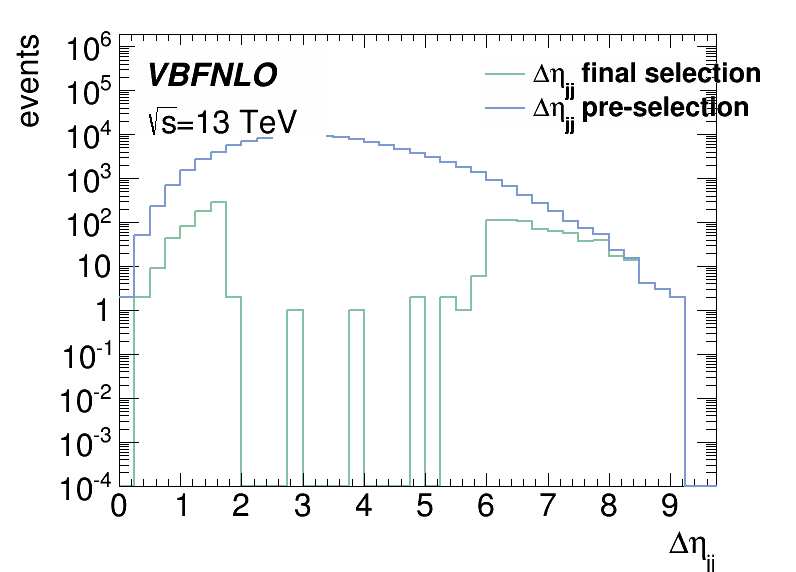 events
10^6
10^5
10^4
10^3
10^2
10
1
10^-1
10^-2
10^-3
10^-4
VBFNLO
√s=13 TeV
Δη_jj final selection
Δη_jj pre-selection
0 1 2 3 4 5 6 7 8 9
Δη_jj